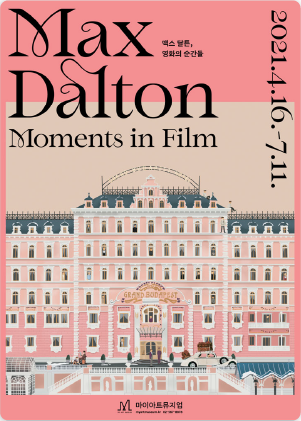 Max
Dalton
맥스 달튼,
영화의 순간들
Moments in Film
2021.4.16.-7.11.
GRAND BUDAPEST
M
마이아트뮤지엄